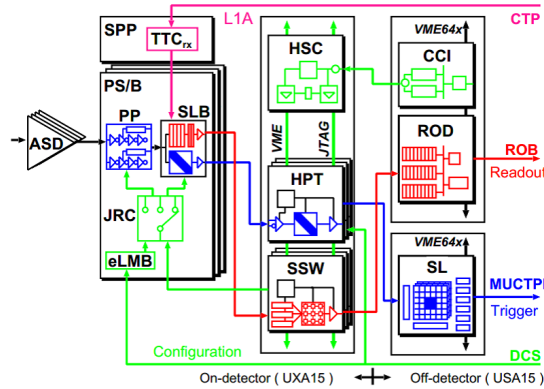 L1A
CTP
SPP
TTCrx
PS/B
PP
SLB
ASD
JRC
eLMB
Configuration
HSC
VME
JTAG
HPT
SSW
VME64x
CCI
ROD
ROB
Readout
VME64x
SL
MUCTPI
Trigger
DCS
On-detector ( UXA15 )
Off-detector ( USA15 )